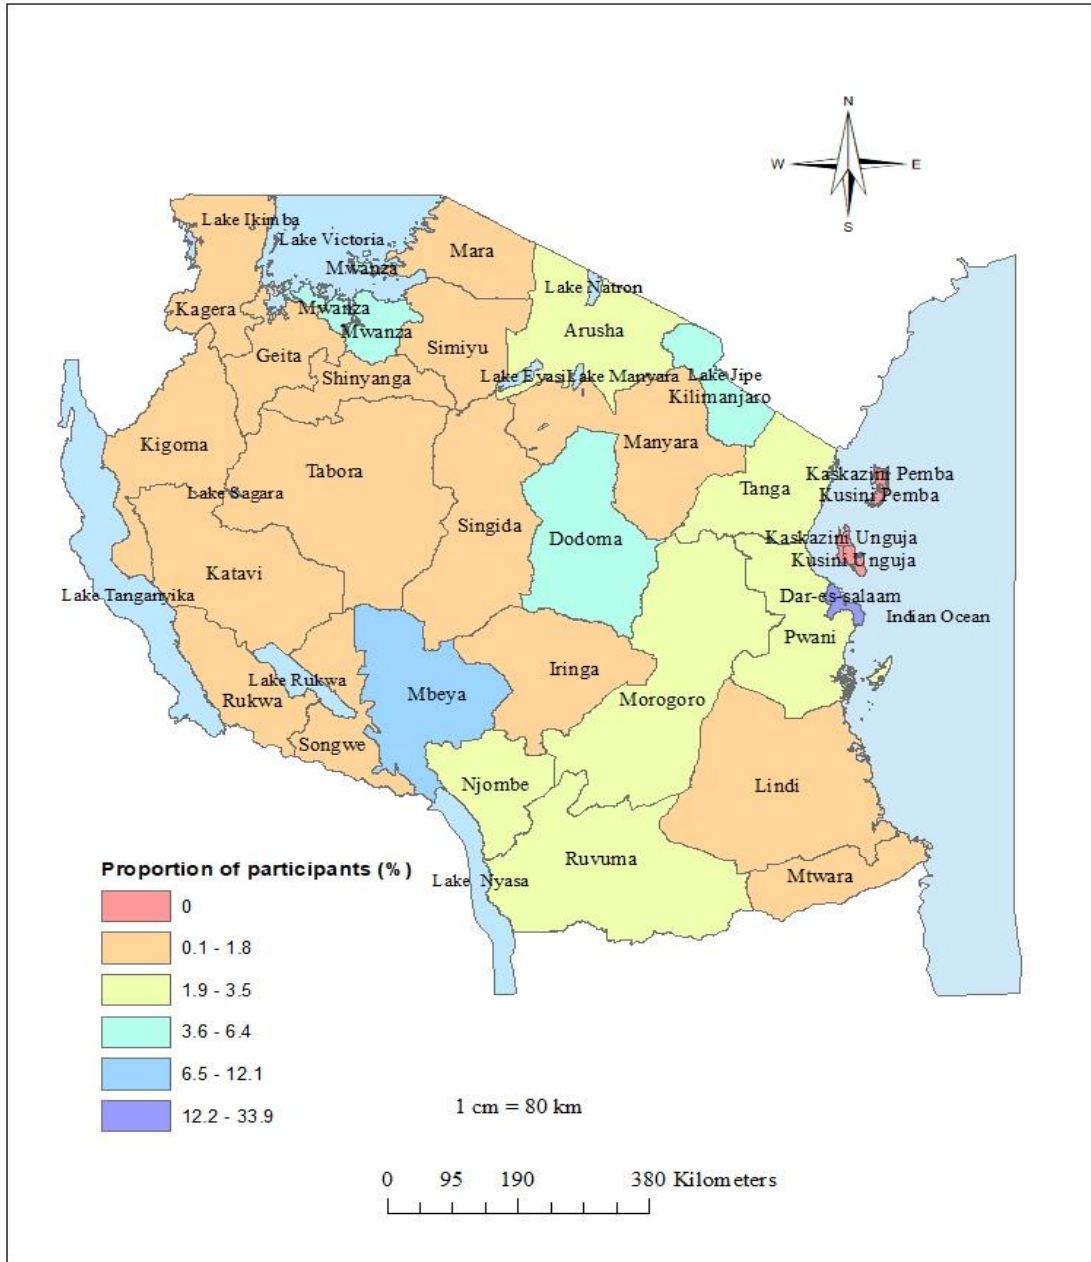 N
W E
S
Lake Ikimba
Lake Victoria
Mara
Mwanza
Lake Natron
Kagera
Mwanza
Mwanza
Arusha
Geita
Simiyu
Shinyanga
Lake Eyasi
Lake Manyara
Lake Jipe
Kilimanjaro
Kigoma
Manyara
Tabora
Kaskazini Pemba
Lake Sagara
Tanga
Kusini Pemba
Singida
Dodoma
Kaskazini Unguja
Kusini Unguja
Katavi
Lake Tanganyika
Dar-es-salaam
Indian Ocean
Pwani
Iringa
Lake Rukwa
Rukwa
Mbeya
Morogoro
Songwe
Njombe
Lindi
Ruvuma
Mtwara
Lake Nyasa
Proportion of participants (%)
0
0.1 - 1.8
1.9 - 3.5
3.6 - 6.4
6.5 - 12.1
12.2 - 33.9
1 cm = 80 km
0 95 190 380 Kilometers